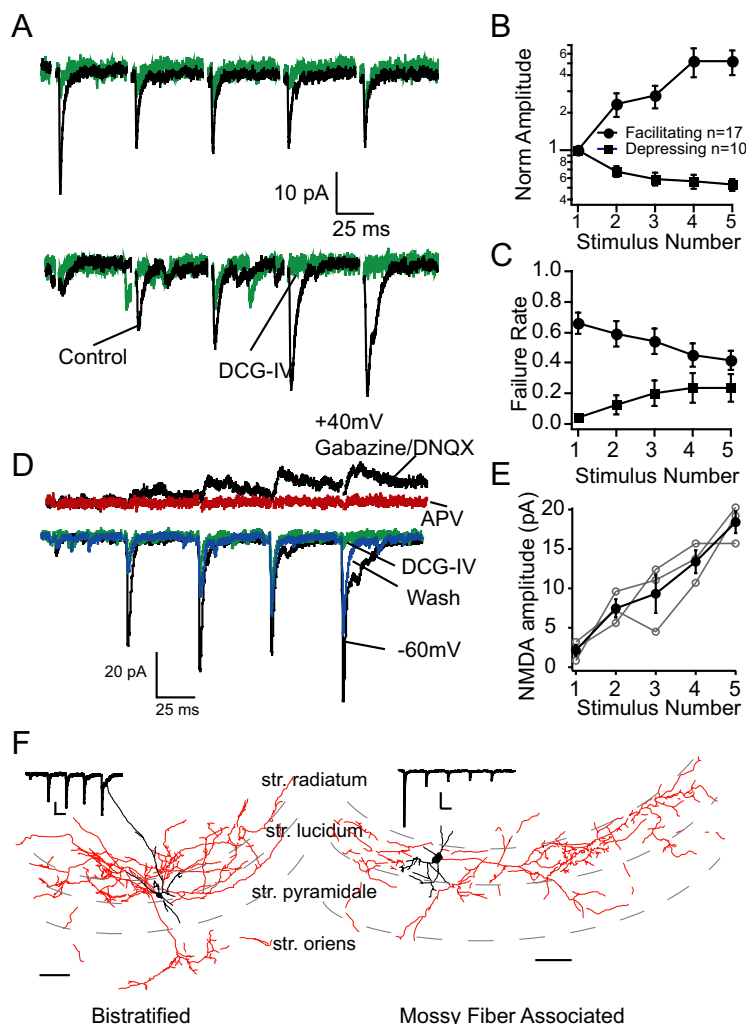 A
10 pA
25 ms
Control
DCG-IV
B
Norm Amplitude
6
4
2
1
8
6
4
Facilitating n=17
Depressing n=10
1 2 3 4 5
Stimulus Number
C
Failure Rate
1.0
0.8
0.6
0.4
0.2
0.0
1 2 3 4 5
Stimulus Number
D
+40mV
Gabazine/DNQX
APV
DCG-IV
Wash
-60mV
20 pA
25 ms
E
NMDA amplitude (pA)
20
15
10
5
0
1 2 3 4 5
Stimulus Number
F
str. radiatum
str. lucidum
str. pyramidale
str. oriens
Bistratified
Mossy Fiber Associated